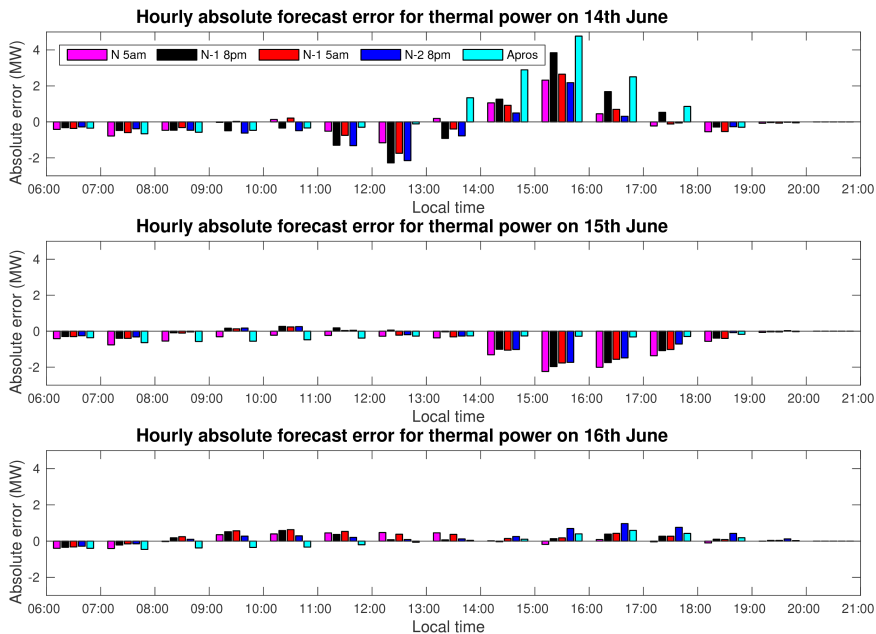 Hourly absolute forecast error for thermal power on 14th June
N 5am N-1 8pm N-1 5am N-2 8pm Apros
Absolute error (MW)
4
2
0
-2
06:00 07:00 08:00 09:00 10:00 11:00 12:00 13:00 14:00 15:00 16:00 17:00 18:00 19:00 20:00 21:00
Local time
Hourly absolute forecast error for thermal power on 15th June
Absolute error (MW)
4
2
0
-2
06:00 07:00 08:00 09:00 10:00 11:00 12:00 13:00 14:00 15:00 16:00 17:00 18:00 19:00 20:00 21:00
Local time
Hourly absolute forecast error for thermal power on 16th June
Absolute error (MW)
4
2
0
-2
06:00 07:00 08:00 09:00 10:00 11:00 12:00 13:00 14:00 15:00 16:00 17:00 18:00 19:00 20:00 21:00
Local time